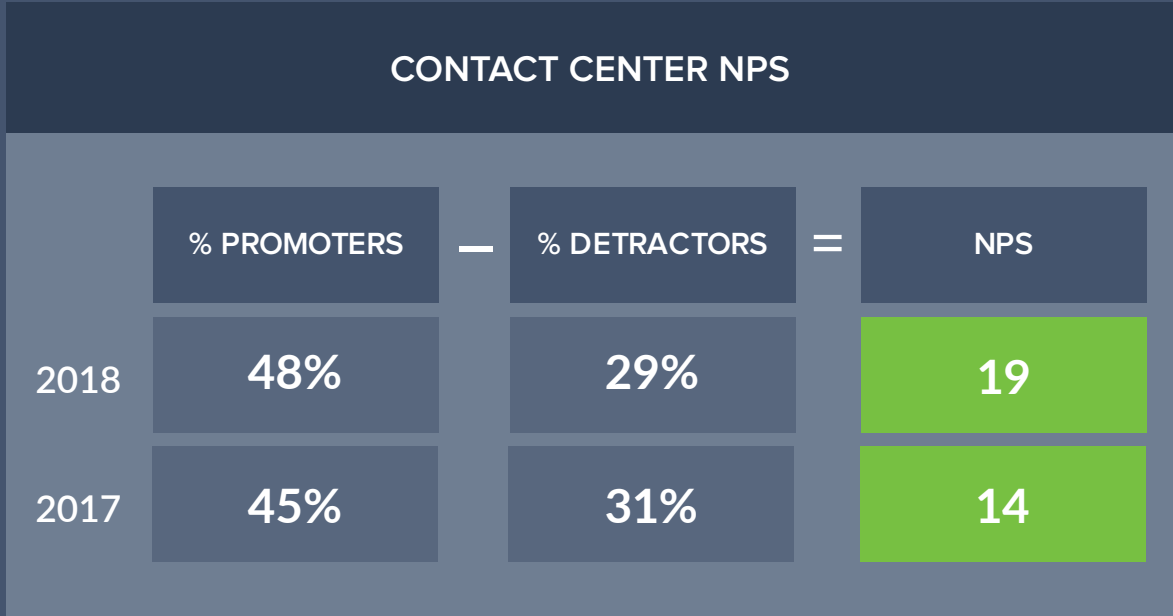 CONTACT CENTER NPS
% PROMOTERS – % DETRACTORS = NPS
2018 48% 29% 19
2017 45% 31% 14